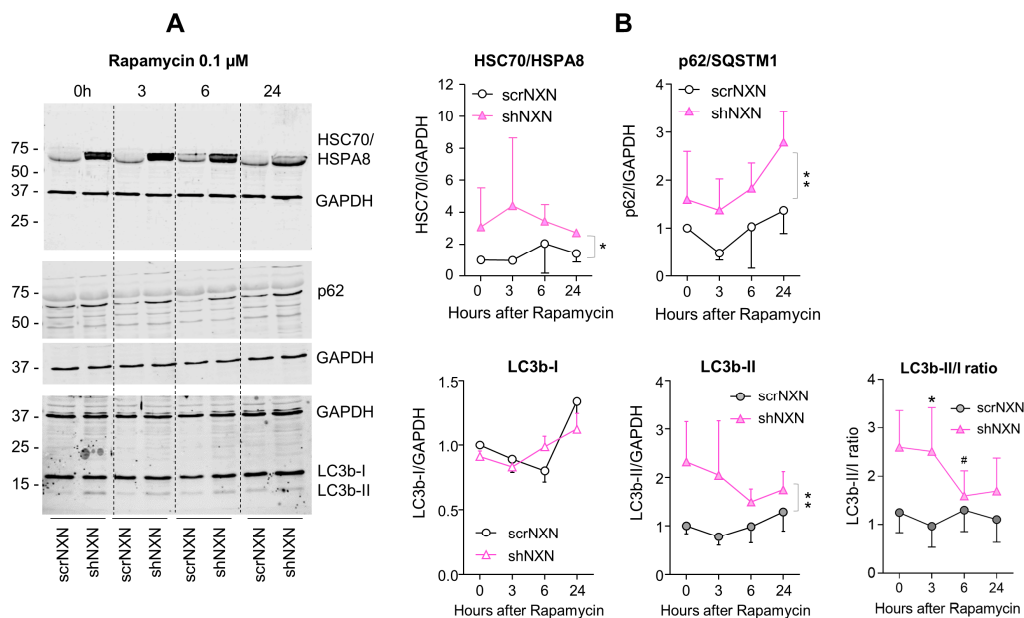 A
Rapamycin 0.1 µM
0h 3 6 24
75 -
50 -
37 -
25 -
HSC70/
HSPA8
GAPDH
75 -
50 -
p62
37 -
GAPDH
37 -
25 -
15 -
GAPDH
LC3b-I
LC3b-II
scrNXN shNXN scrNXN shNXN scrNXN shNXN scrNXN shNXN
B
HSC70/HSPA8
HSC70/IGAPDH
12
10
8
6
4
2
0
scrNXN
shNXN
*
0 3 6 24
Hours after Rapamycin
p62/SQSTM1
p62/IGAPDH
4
3
2
1
0
scrNXN
shNXN
**
0 3 6 24
Hours after Rapamycin
LC3b-I
LC3b-I/GAPDH
1.5
1.0
0.5
0.0
scrNXN
shNXN
0 3 6 24
Hours after Rapamycin
LC3b-II
LC3b-II/GAPDH
4
3
2
1
0
scrNXN
shNXN
**
0 3 6 24
Hours after Rapamycin
LC3b-II/I ratio
LC3b-II/I ratio
4
3
2
1
0
*
#
scrNXN
shNXN
0 3 6 24
Hours after Rapamycin